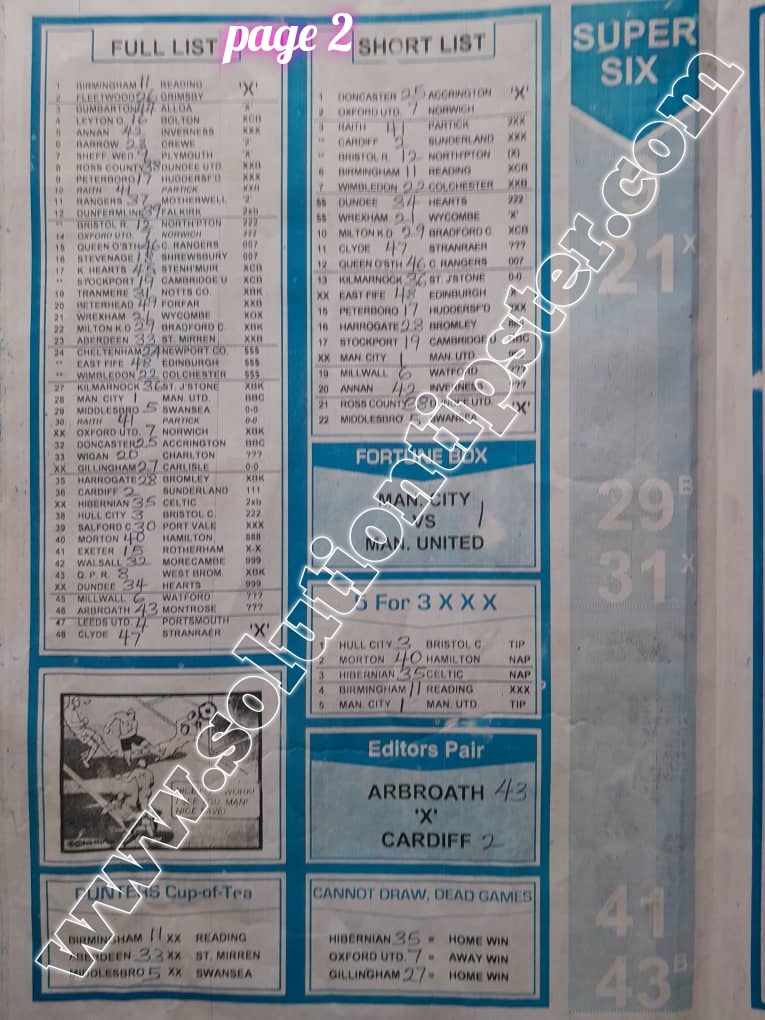 page 2
FULL LIST
1 BIRMINGHAM 11 READING 'X'
2 FLEETWOOD 26 GRIMSBY
3 DUMBARTON ALLOA 'X'
4 LEYTON O. 16 BOLTON XCB
5 ANNAN 42 INVERNESS XXX
6 BARROW 23 CREWE '2'
7 SHEFF. WED 9 PLYMOUTH 'X'
8 ROSS COUNTY 38 DUNDEE UTD. XXB
9 PETERBORO 17 HUDDERSF'D XXX
10 RAITH 41 PARTICK
11 RANGERS 37 MOTHERWELL '2'
12 DUNFERMLINE 39 FALKIRK 2xb
" BRISTOL R. 12 NORTH'PTON 222
14 OXFORD UTD. NORWICH ???
15 QUEEN O'STH 46 C. RANGERS 007
16 STEVENAGE 18 SHREWSBURY 007
17 K. HEARTS 45 STENH'MUIR XCB
" STOCKPORT 19 CAMBRIDGE U XCB
19 TRANMERE NOTTS CO. XBK
20 PETERHEAD 49 FORFAR XXB
21 WREXHAM 21 WYCOMBE XOX
22 MILTON K.D 29 BRADFORD C. XBK
23 ABERDEEN 33 ST. MIRREN XXB
24 CHELTENHAM 24 NEWPORT CO. $$$
" EAST FIFE 48 EDINBURGH $$$
" WIMBLEDON 22 COLCHESTER $$$
27 KILMARNOCK 36 ST. J'STONE XBK
28 MAN. CITY 1 MAN. UTD. BBC
29 MIDDLESBRO 5 SWANSEA 0-0
30 RAITH 41 PARTICK 0-0
XX OXFORD UTD. 7 NORWICH XBK
32 DONCASTER 25 ACCRINGTON BBC
33 WIGAN 20 CHARLTON ???
XX GILLINGHAM 27 CARLISLE 0-0
35 HARROGATE 28 BROMLEY XBK
36 CARDIFF 2 SUNDERLAND 111
XX HIBERNIAN 35 CELTIC 2xb
38 HULL CITY 3 BRISTOL C. 222
39 SALFORD C. 30 PORT VALE XXX
40 MORTON 40 HAMILTON 888
41 EXETER 15 ROTHERHAM X-X
42 WALSALL 32 MORECAMBE 999
43 Q. P. R. 8 WEST BROM. XBK
XX DUNDEE 34 HEARTS 999
45 MILLWALL 6 WATFORD ???
46 ARBROATH 43 MONTROSE ???
47 LEEDS UTD. 4 PORTSMOUTH
48 CLYDE 47 STRANRAER 'X'
SHORT LIST
1 DONCASTER 25 ACCRINGTON 'X'
2 OXFORD UTD. 7 NORWICH
3 RAITH 41 PARTICK 2XX
" CARDIFF 2 SUNDERLAND XXX
" BRISTOL R. 12 NORTH'PTON (X)
6 BIRMINGHAM 11 READING XCB
7 WIMBLEDON 22 COLCHESTER XXB
$$ DUNDEE 34 HEARTS 222
$$ WREXHAM 21 WYCOMBE 'X'
10 MILTON K.D 29 BRADFORD C. XCB
11 CLYDE 47 STRANRAER ???
12 QUEEN O'STH 46 C. RANGERS 007
13 KILMARNOCK 36 ST. J'STONE 0-0
XX EAST FIFE 48 EDINBURGH ???
15 PETERBORO 17 HUDDERSF'D XXX
16 HARROGATE 28 BROMLEY
17 STOCKPORT 19 CAMBRIDGE U
XX MAN. CITY 1 MAN. UTD
19 MILLWALL 6 WATFORD ???
20 ANNAN 42 INVERNESS ???
21 ROSS COUNTY 38 DUNDEE UTD. 'X'
22 MIDDLESBRO 5 SWANSEA
FORTUNE BOX
MAN. CITY
VS 1
MAN. UNITED
5 For 3 X X X
1 HULL CITY 3 BRISTOL C TIP
2 MORTON 40 HAMILTON NAP
3 HIBERNIAN 35 CELTIC NAP
4 BIRMINGHAM 11 READING XXX
5 MAN. CITY 1 MAN. UTD. TIP
Editors Pair
ARBROATH 43
'X'
CARDIFF 2
PUNTERS Cup-of-Tea
BIRMINGHAM 11 XX READING
ABERDEEN 33 XX ST. MIRREN
MIDDLESBRO 5 XX SWANSEA
CANNOT DRAW, DEAD GAMES
HIBERNIAN 35 = HOME WIN
OXFORD UTD. 7 = AWAY WIN
GILLINGHAM 27 = HOME WIN
SUPER
SIX
21 X
29 B
31 X
41
43 B
www.solutiontipster.com